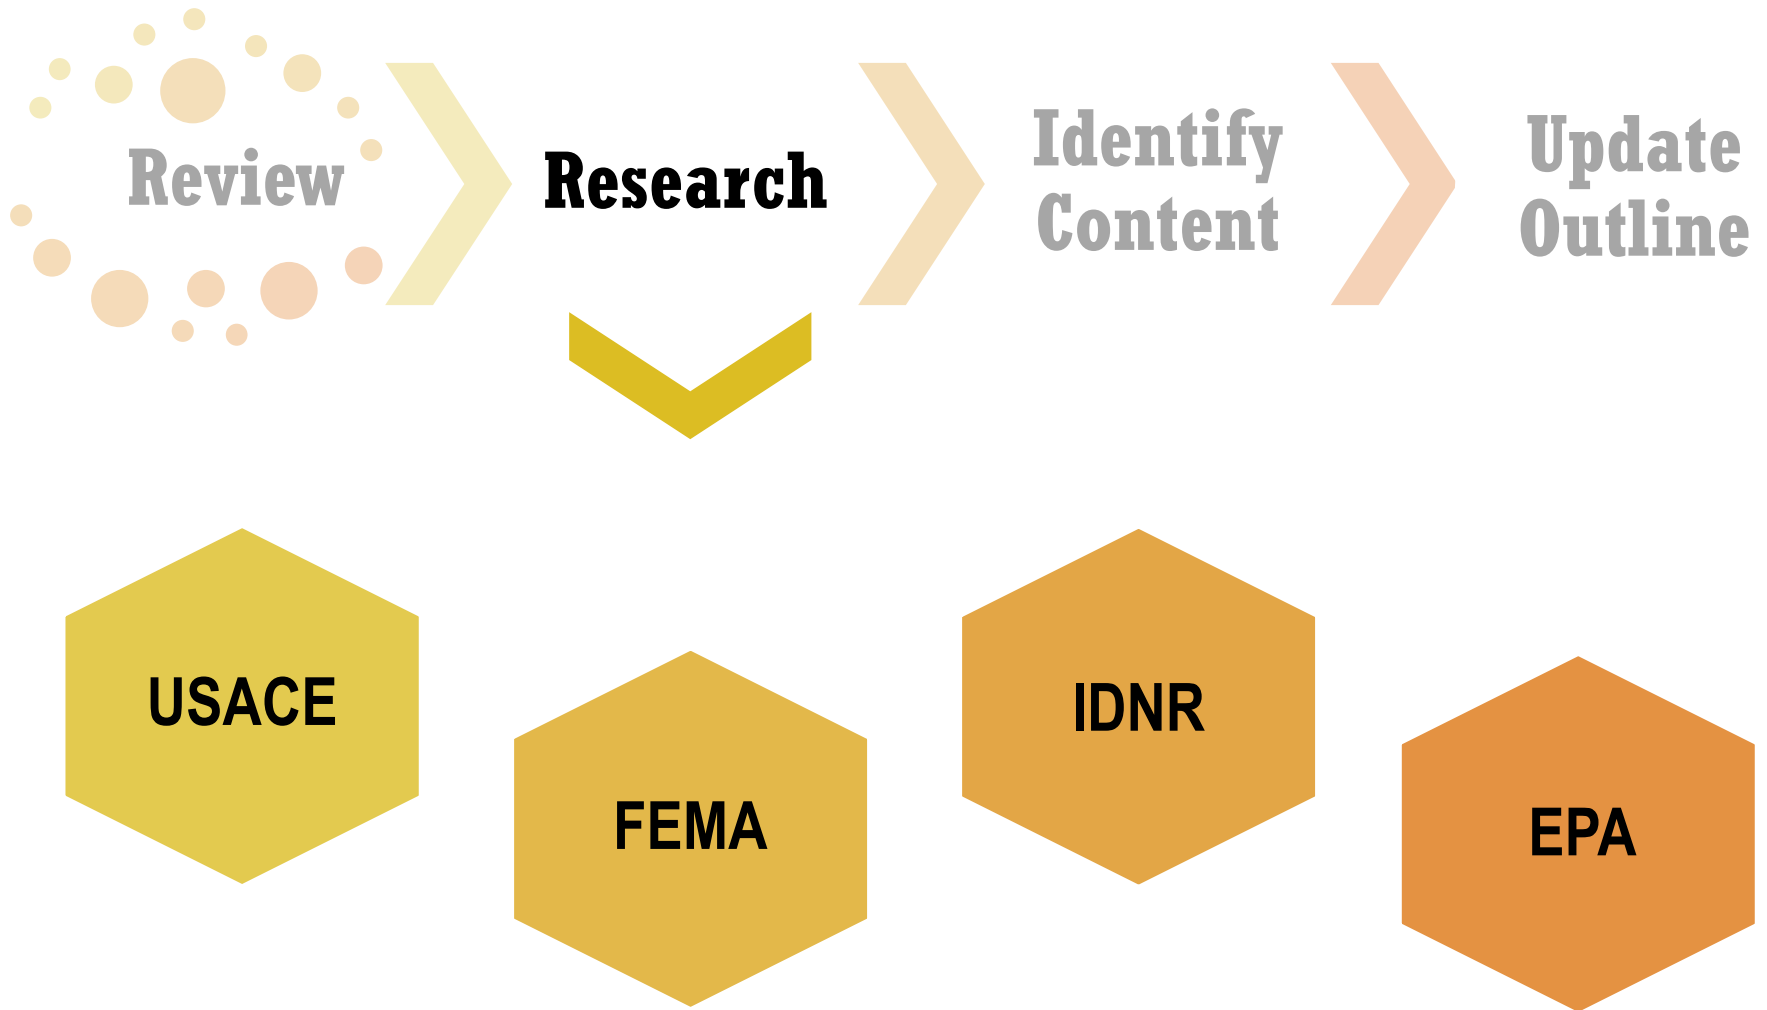 Review
Research
Identify
Content
Update
Outline
USACE
FEMA
IDNR
EPA